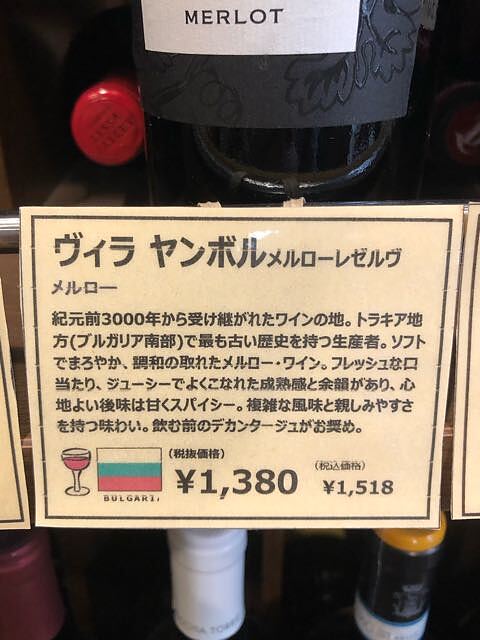 MERLOT
ヴィラ ヤンボルメルローレゼルヴ
メルロー
紀元前3000年から受け継がれたワインの地。トラキア地
方(ブルガリア南部)で最も古い歴史を持つ生産者。ソフト
でまろやか、調和の取れたメルロー・ワイン。フレッシュな口
当たり、ジューシーでよくこなれた成熟感と余韻があり、心
地よい後味は甘くスパイシー。複雑な風味と親しみやすさ
を持つ味わい。飲む前のデカンタージュがお奨め。
(税抜価格)
(税込価格)
¥1,380
¥1,518
BULGARI